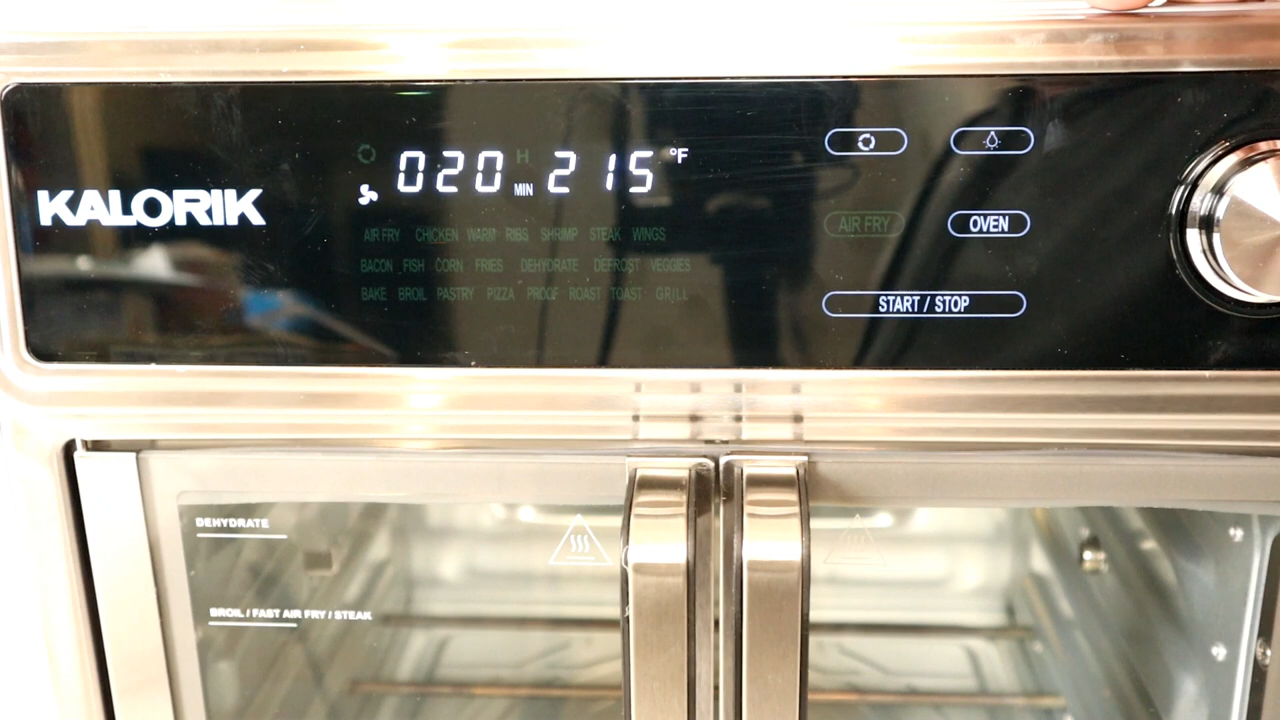 KALORIK
020 H MIN 215 °F
AIR FRY CHICKEN WARM RIBS SHRIMP STEAK WINGS
BACON FISH CORN FRIES DEHYDRATE DEFROST VEGGIES
BAKE BROIL PASTRY PIZZA PROOF ROAST TOAST GRILL
AIR FRY OVEN
START / STOP
DEHYDRATE
BROIL / FAST AIR FRY / STEAK